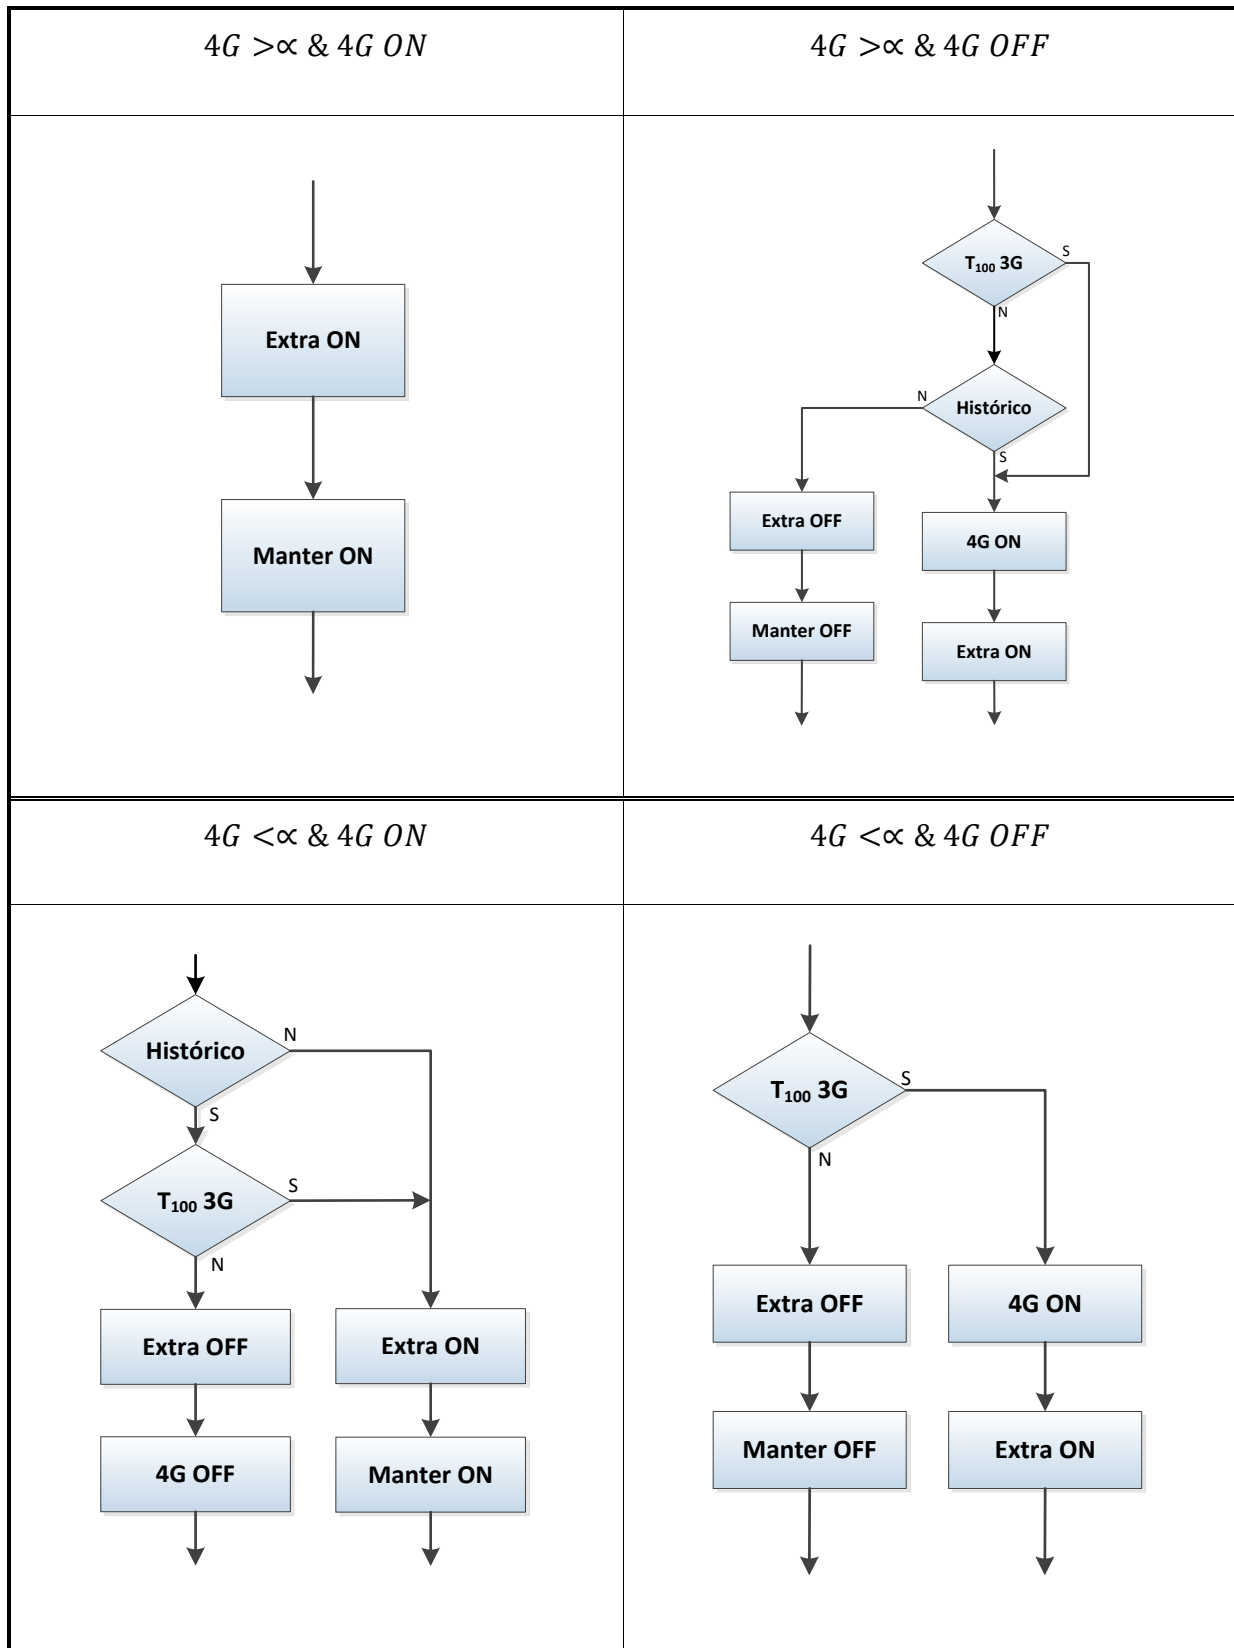 4G >∝ & 4G ON
4G >∝ & 4G OFF
Extra ON
Manter ON
T₁₀₀ 3G
S
N
Histórico
N
S
Extra OFF
4G ON
Manter OFF
Extra ON
4G <∝ & 4G ON
4G <∝ & 4G OFF
Histórico
N
S
T₁₀₀ 3G
S
N
Extra OFF
Extra ON
4G OFF
Manter ON
T₁₀₀ 3G
S
N
Extra OFF
4G ON
Manter OFF
Extra ON